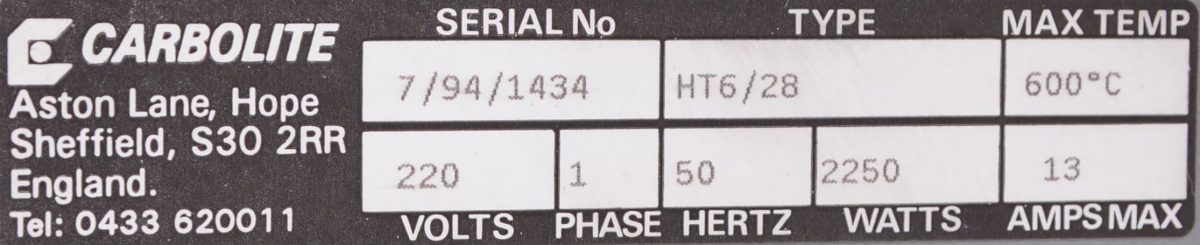 CARBOLITE
Aston Lane, Hope
Sheffield, S30 2RR
England.
Tel: 0433 620011
SERIAL No TYPE MAX TEMP
7/94/1434 HT6/28 600°C
220 1 50 2250 13
VOLTS PHASE HERTZ WATTS AMPS MAX